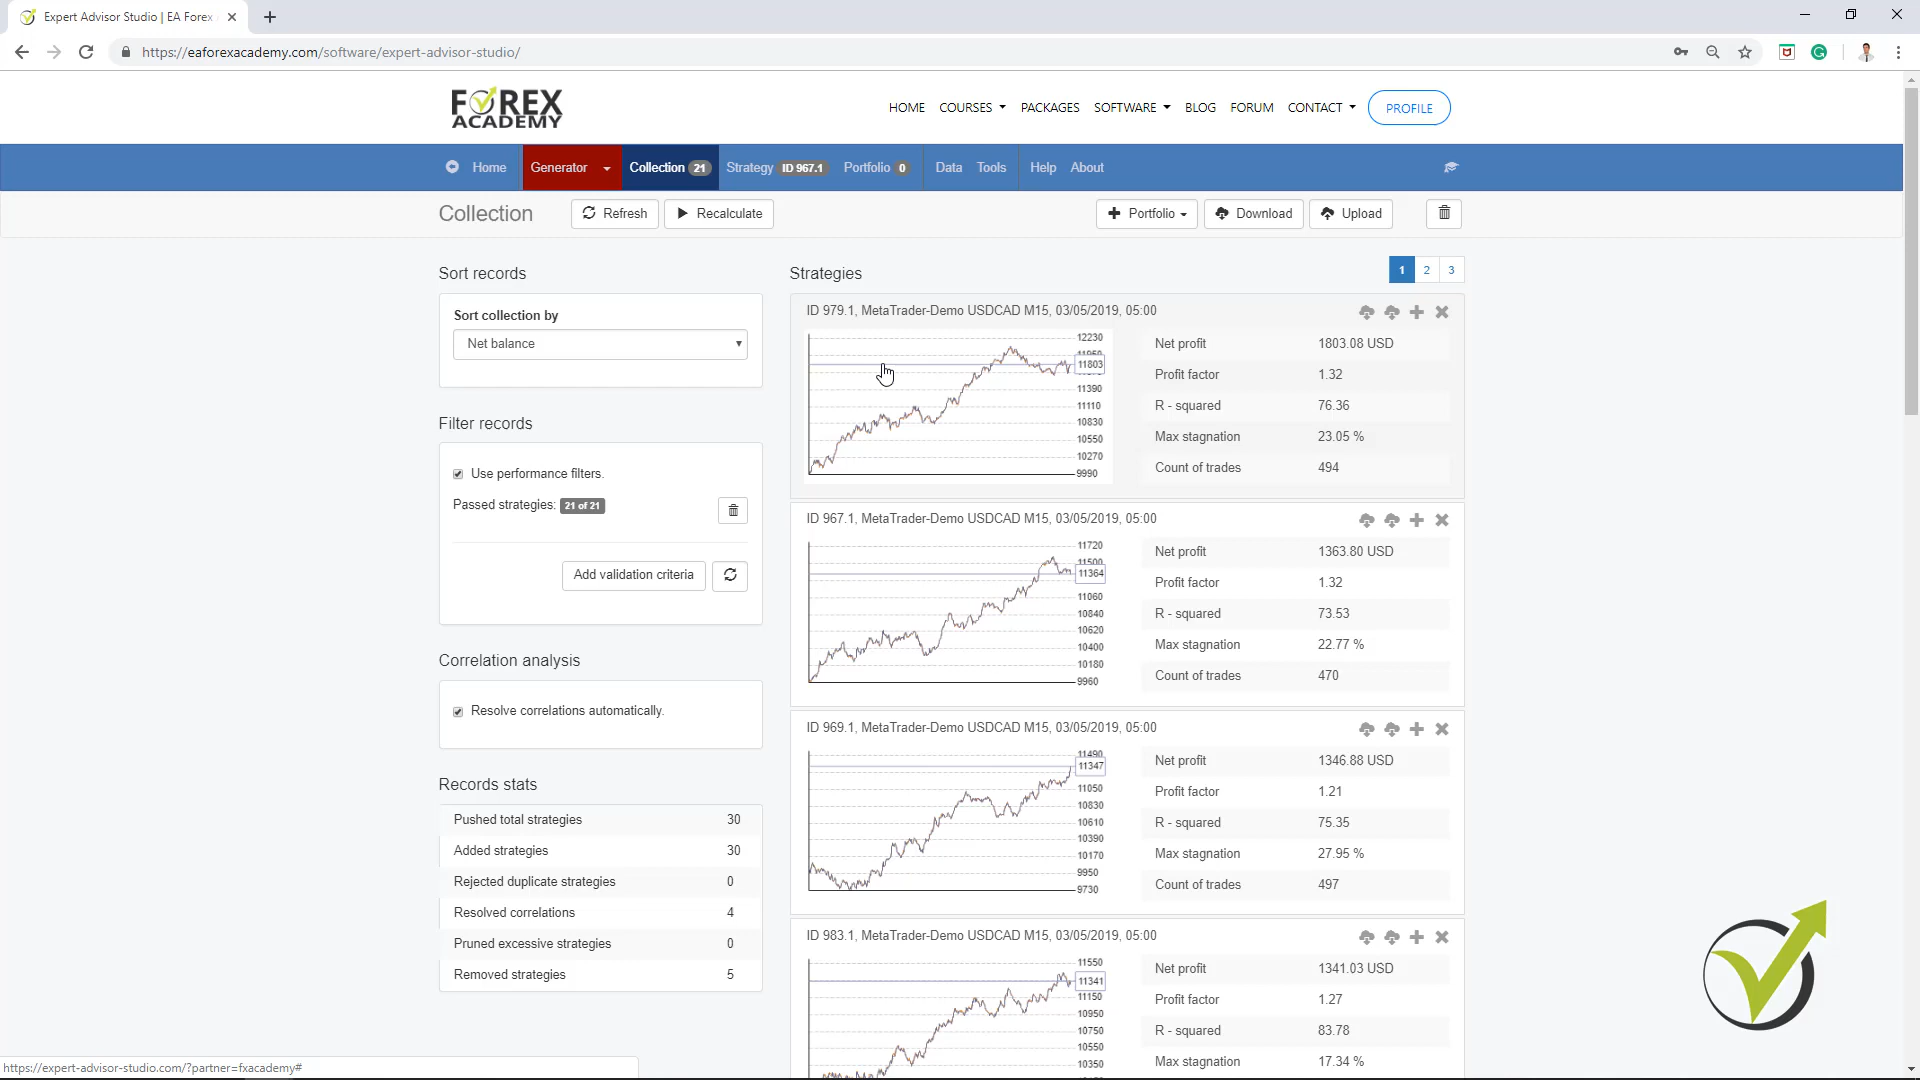 Expert Advisor Studio | EA Forex
https://eaforexacademy.com/software/expert-advisor-studio/
FOREX
ACADEMY
HOME COURSES PACKAGES SOFTWARE BLOG FORUM CONTACT PROFILE
Home Generator Collection 21 Strategy ID 967.1 Portfolio 0 Data Tools Help About
Collection Refresh Recalculate Portfolio Download Upload
Sort records
Sort collection by
Net balance
Filter records
Use performance filters.
Passed strategies: 21 of 21
Add validation criteria
Correlation analysis
Resolve correlations automatically.
Records stats
Pushed total strategies 30
Added strategies 30
Rejected duplicate strategies 0
Resolved correlations 4
Pruned excessive strategies 0
Removed strategies 5
Strategies 1 2 3
ID 979.1, MetaTrader-Demo USDCAD M15, 03/05/2019, 05:00
12230
11950
11803
11390
11110
10830
10550
10270
9990
Net profit 1803.08 USD
Profit factor 1.32
R - squared 76.36
Max stagnation 23.05 %
Count of trades 494
ID 967.1, MetaTrader-Demo USDCAD M15, 03/05/2019, 05:00
11720
11500
11364
11060
10840
10620
10400
10180
9960
Net profit 1363.80 USD
Profit factor 1.32
R - squared 73.53
Max stagnation 22.77 %
Count of trades 470
ID 969.1, MetaTrader-Demo USDCAD M15, 03/05/2019, 05:00
11490
11347
11050
10830
10610
10390
10170
9950
9730
Net profit 1346.88 USD
Profit factor 1.21
R - squared 75.35
Max stagnation 27.95 %
Count of trades 497
ID 983.1, MetaTrader-Demo USDCAD M15, 03/05/2019, 05:00
11550
11341
11150
10950
10750
10550
10350
Net profit 1341.03 USD
Profit factor 1.27
R - squared 83.78
Max stagnation 17.34 %
https://expert-advisor-studio.com/?partner=fxacademy#